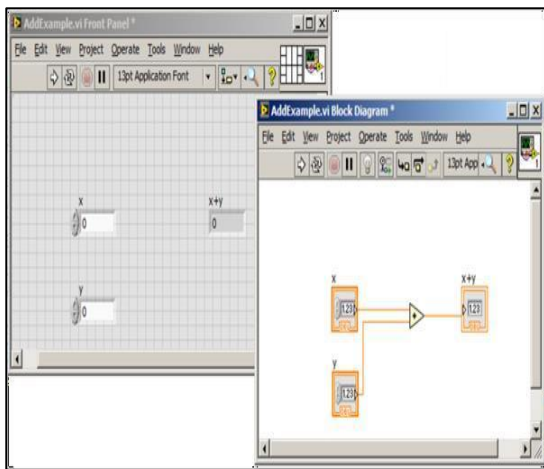 AddExample.vi Front Panel *
File Edit View Project Operate Tools Window Help
13pt Application Font
x
0
x+y
0
y
0
AddExample.vi Block Diagram *
File Edit View Project Operate Tools Window Help
13pt App
x
1.23
x+y
1.23
y
1.23